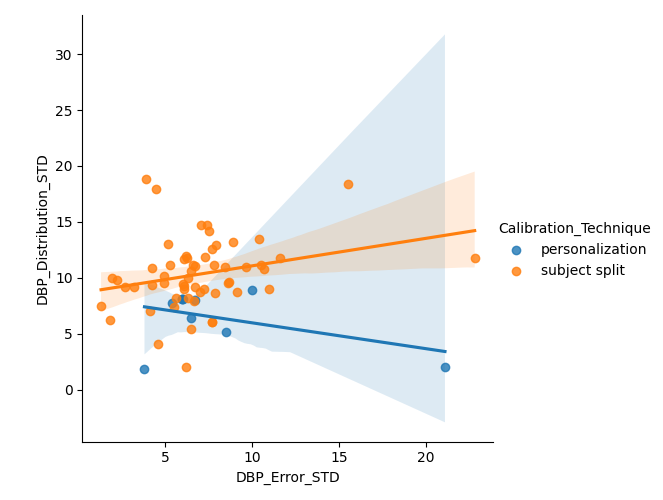 30
25
20
15
10
5
0
DBP_Distribution_STD
5
10
15
20
DBP_Error_STD
Calibration_Technique
personalization
subject split